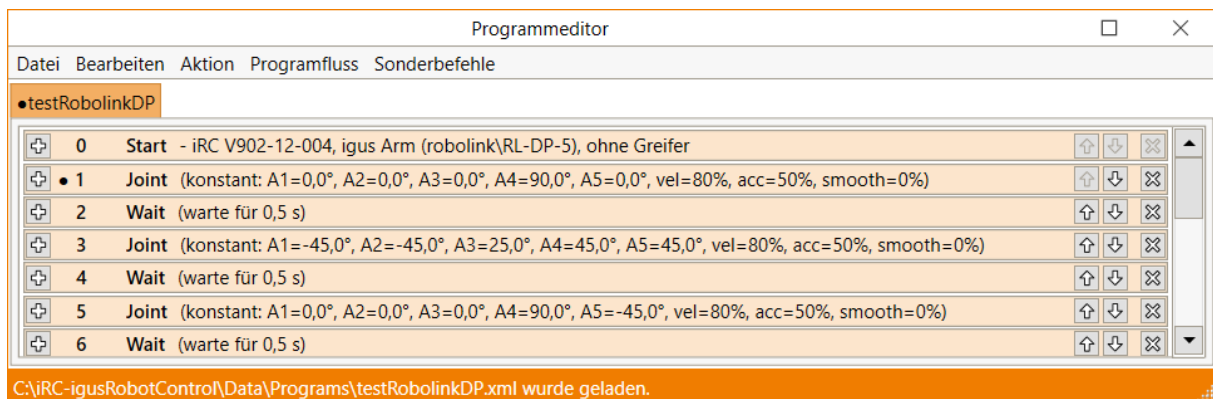 Programmeditor
Datei Bearbeiten Aktion Programfluss Sonderbefehle
•testRobolinkDP
0 Start - iRC V902-12-004, igus Arm (robolink\RL-DP-5), ohne Greifer
• 1 Joint (konstant: A1=0,0°, A2=0,0°, A3=0,0°, A4=90,0°, A5=0,0°, vel=80%, acc=50%, smooth=0%)
2 Wait (warte für 0,5 s)
3 Joint (konstant: A1=-45,0°, A2=-45,0°, A3=25,0°, A4=45,0°, A5=45,0°, vel=80%, acc=50%, smooth=0%)
4 Wait (warte für 0,5 s)
5 Joint (konstant: A1=0,0°, A2=0,0°, A3=0,0°, A4=90,0°, A5=-45,0°, vel=80%, acc=50%, smooth=0%)
6 Wait (warte für 0,5 s)
C:\iRC-igusRobotControl\Data\Programs\testRobolinkDP.xml wurde geladen.